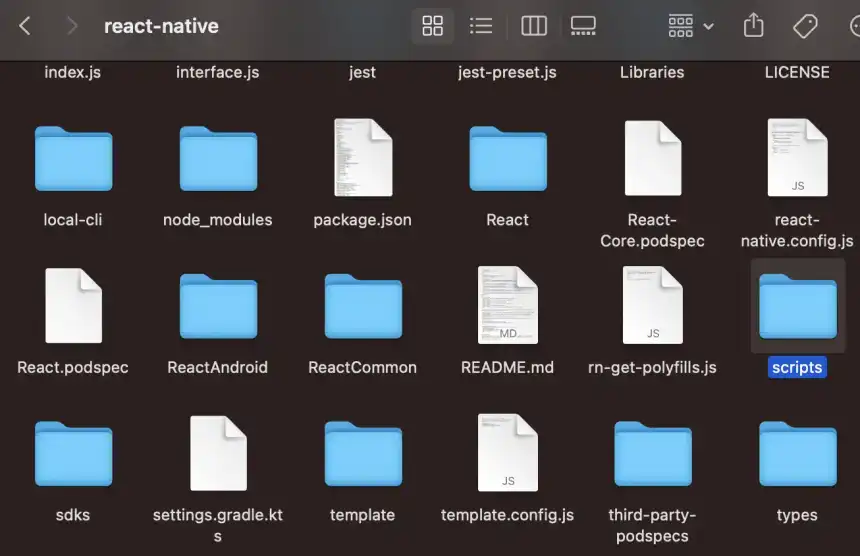 react-native
index.js
interface.js
jest
jest-preset.js
Libraries
LICENSE
local-cli
node_modules
package.json
React
React-
Core.podspec
JS
react-
native.config.js
React.podspec
ReactAndroid
ReactCommon
MD
README.md
JS
rn-get-polyfills.js
scripts
sdks
settings.gradle.kt
s
template
JS
template.config.js
third-party-
podspecs
types